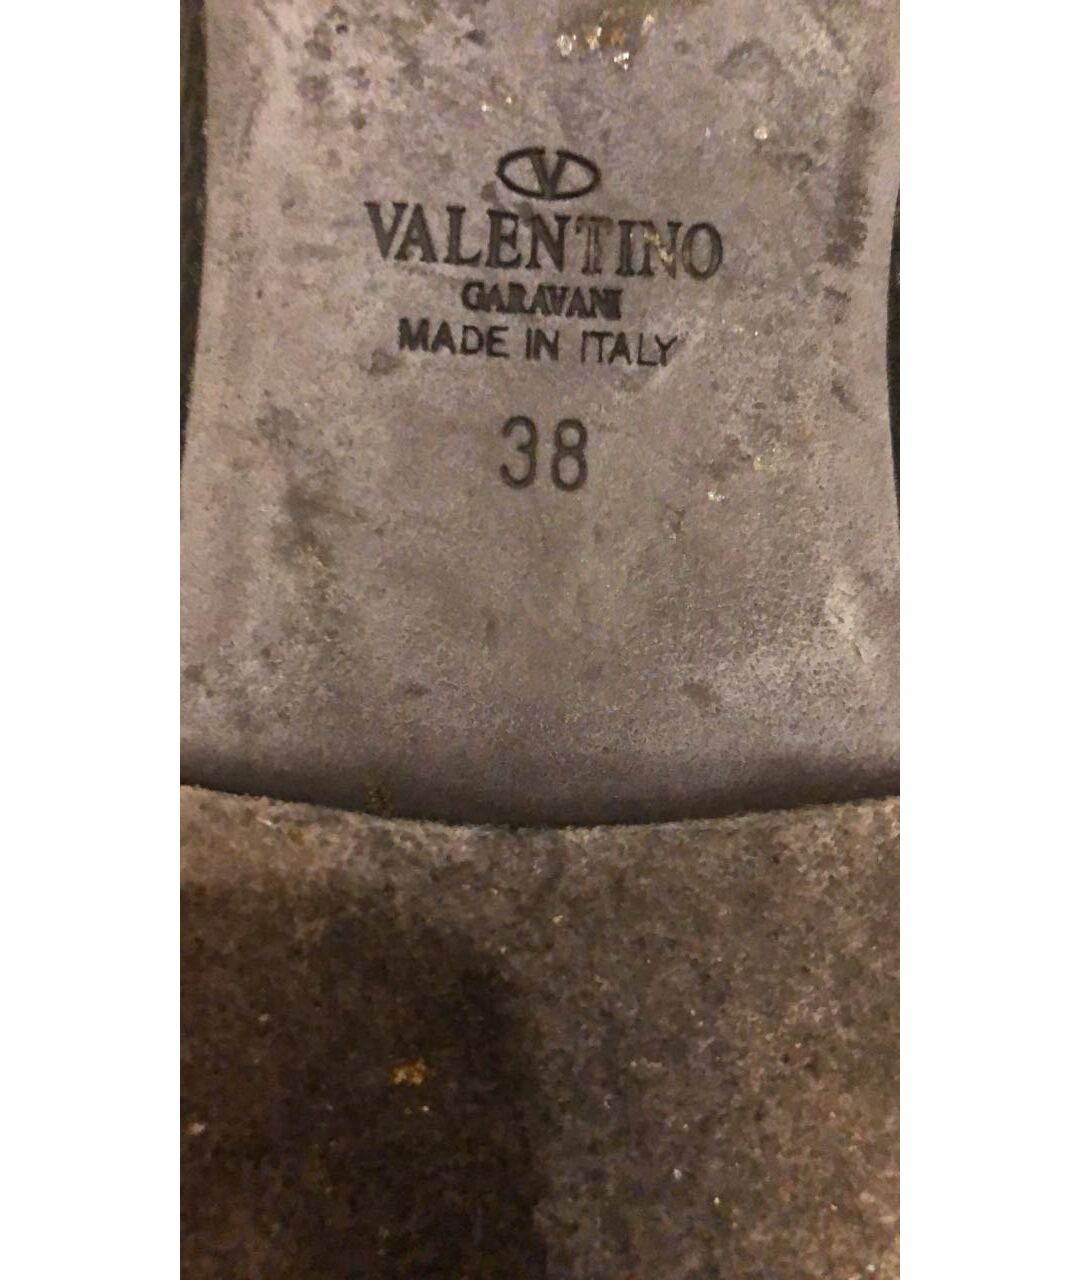 V
VALENTINO
GARAVANI
MADE IN ITALY
38